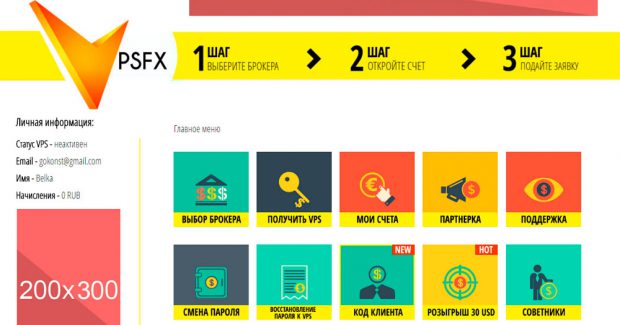 PSFX
1 ШАГ
ВЫБЕРИТЕ БРОКЕРА
2 ШАГ
ОТКРОЙТЕ СЧЕТ
3 ШАГ
ПОДАЙТЕ ЗАЯВКУ
Личная информация:
Статус VPS - неактивен
Email - gokonst@gmail.com
Имя - Belka
Начисления - 0 RUB
200x300
Главное меню
$$$
ВЫБОР БРОКЕРА
ПОЛУЧИТЬ VPS
€
МОИ СЧЕТА
$
ПАРТНЕРКА
$
ПОДДЕРЖКА
$
СМЕНА ПАРОЛЯ
$
ВОССТАНОВЛЕНИЕ
ПАРОЛЯ К VPS
NEW
$
КОД КЛИЕНТА
HOT
$
РОЗЫГРЫШ 30 USD
$
СОВЕТНИКИ